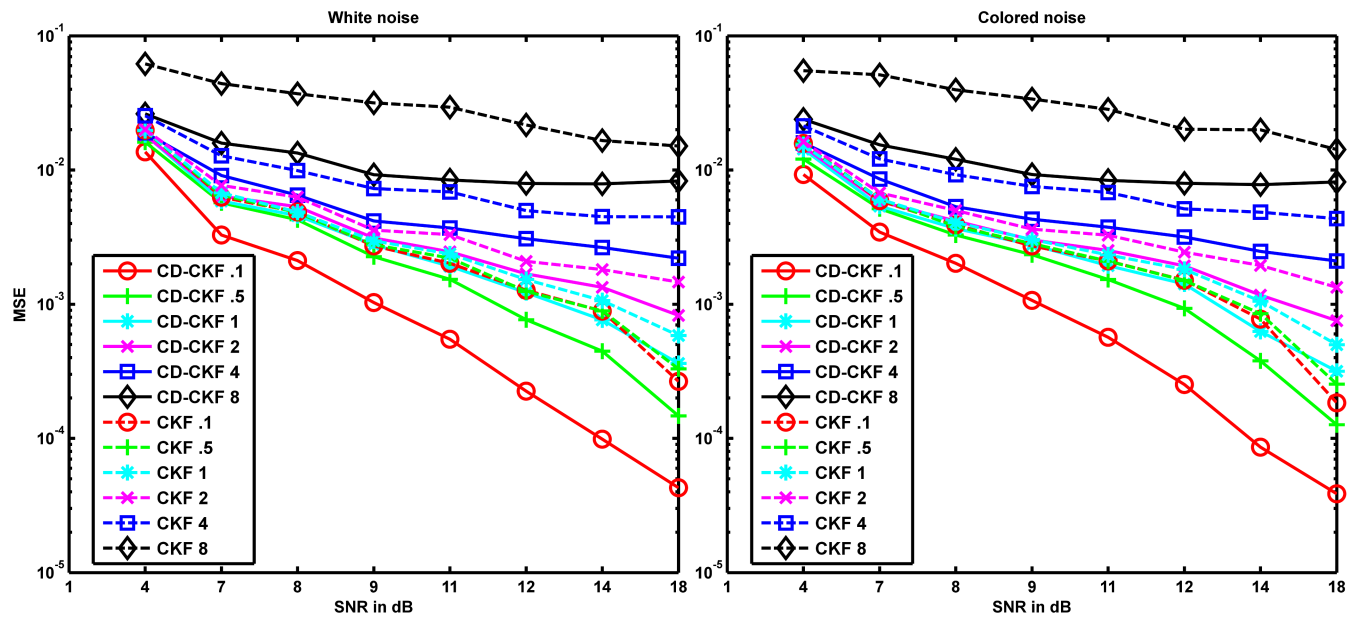 White noise
10-1
10-2
10-3
10-4
10-5
MSE
CD-CKF .1
CD-CKF .5
CD-CKF 1
CD-CKF 2
CD-CKF 4
CD-CKF 8
CKF .1
CKF .5
CKF 1
CKF 2
CKF 4
CKF 8
1 4 7 8 9 11 12 14 18
SNR in dB
Colored noise
10-1
10-2
10-3
10-4
10-5
CD-CKF .1
CD-CKF .5
CD-CKF 1
CD-CKF 2
CD-CKF 4
CD-CKF 8
CKF .1
CKF .5
CKF 1
CKF 2
CKF 4
CKF 8
1 4 7 8 9 11 12 14 18
SNR in dB